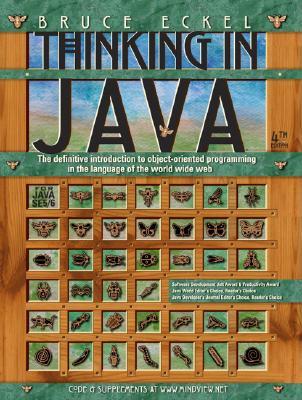 BRUCE ECKEL
THINKING IN
JAVA
4TH
EDITION
The definitive introduction to object-oriented programming
in the language of the world wide web
FOR
JAVA
SE5/6
Software Development Jolt Award & Productivity Award
Java World Editor's Choice, Reader's Choice
Java Developer's Journal Editor's Choice, Reader's Choice
CODE & SUPPLEMENTS AT WWW.MINDVIEW.NET